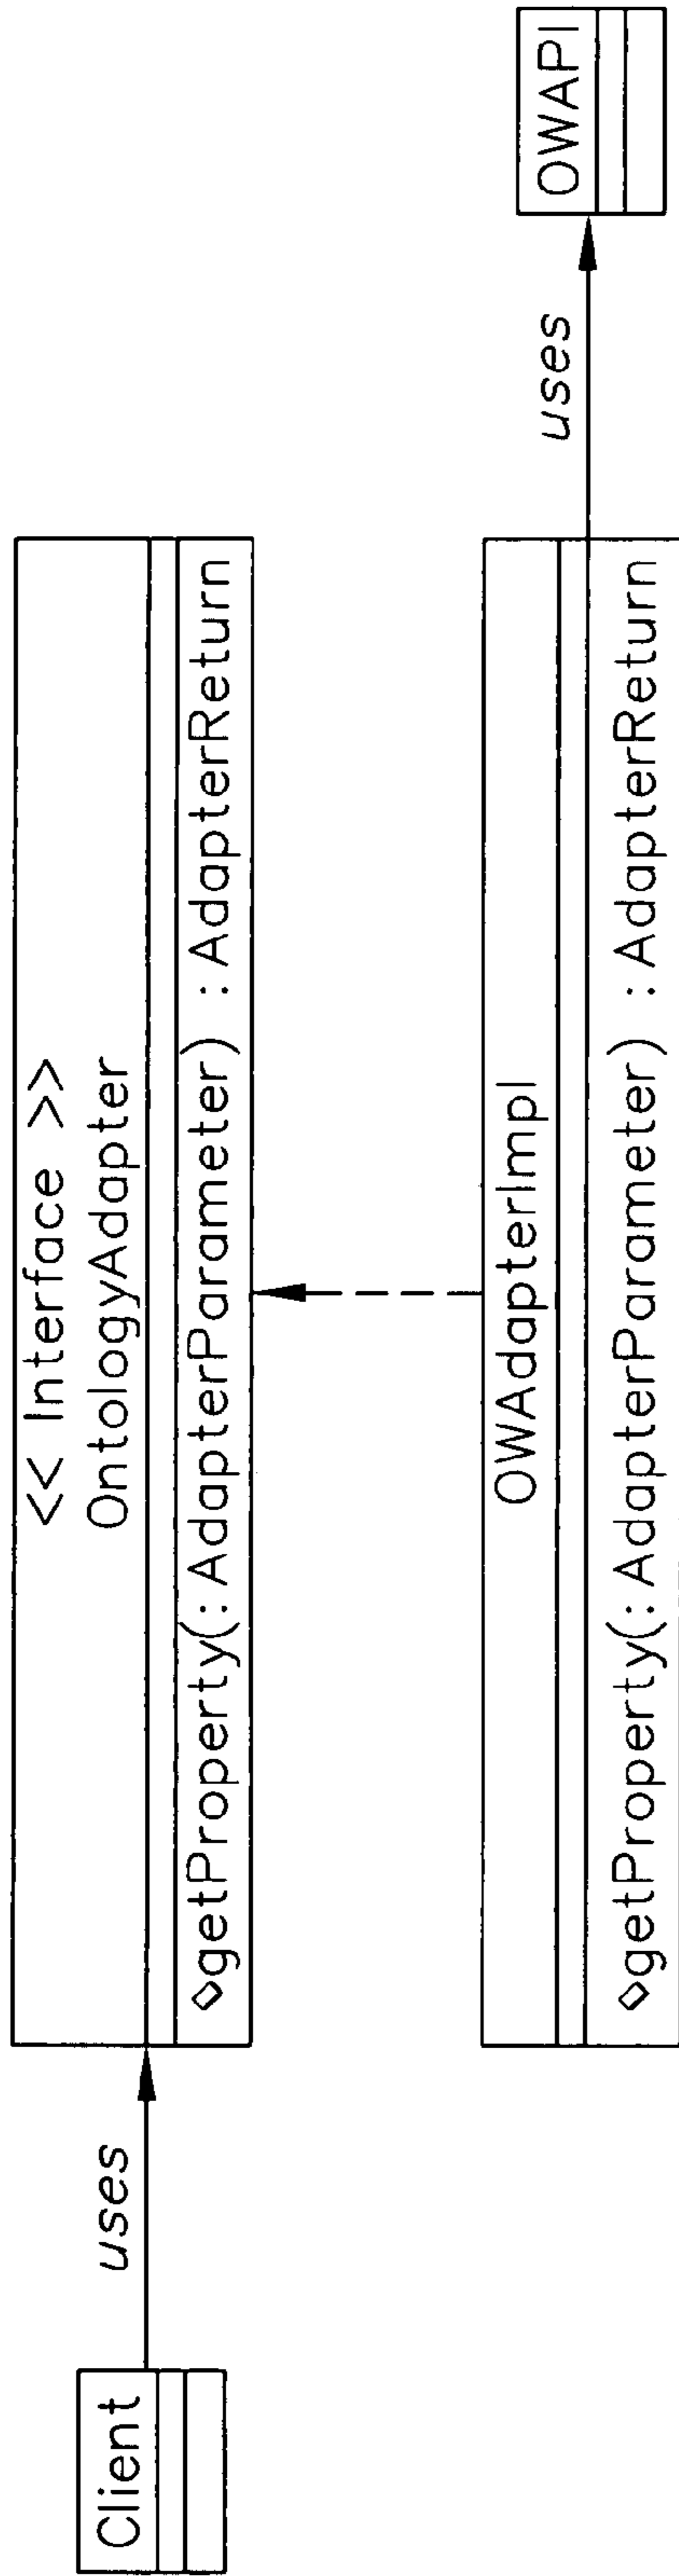 Client
uses
<< Interface >>
OntologyAdapter
◇getProperty(:AdapterParameter) :AdapterReturn
OWAdapterImpl
◇getProperty(:AdapterParameter) :AdapterReturn
uses
OWAPI